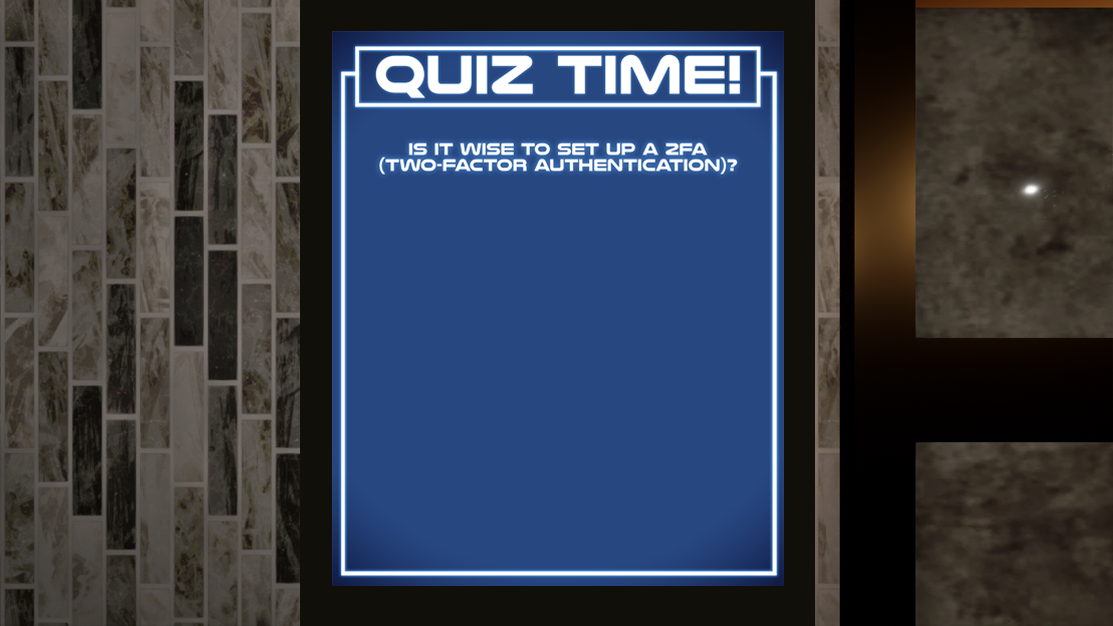 QUIZ TIME!
IS IT WISE TO SET UP A 2FA
(TWO-FACTOR AUTHENTICATION)?